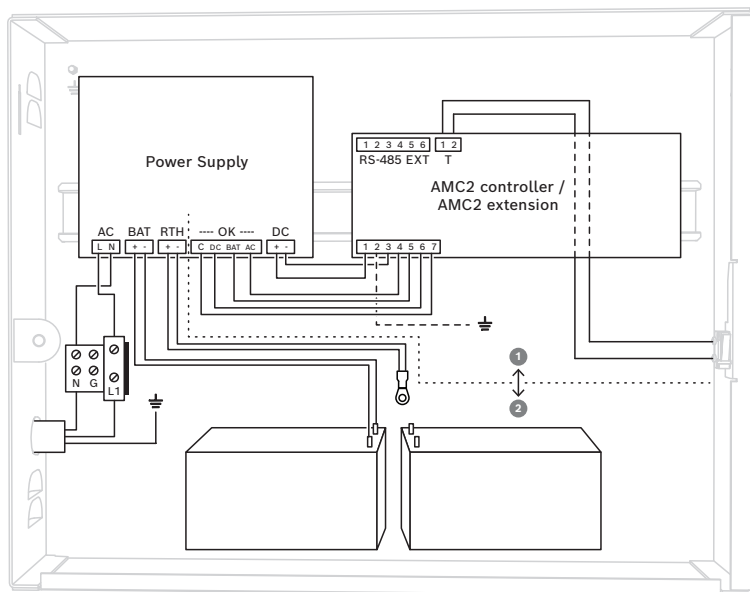 1 2 3 4 5 6 1 2
RS-485 EXT T
Power Supply
AMC2 controller /
AMC2 extension
AC BAT RTH ---- OK ---- DC
L N + - + - C DC BAT AC + -
1 2 3 4 5 6 7
1
N G
L1
2